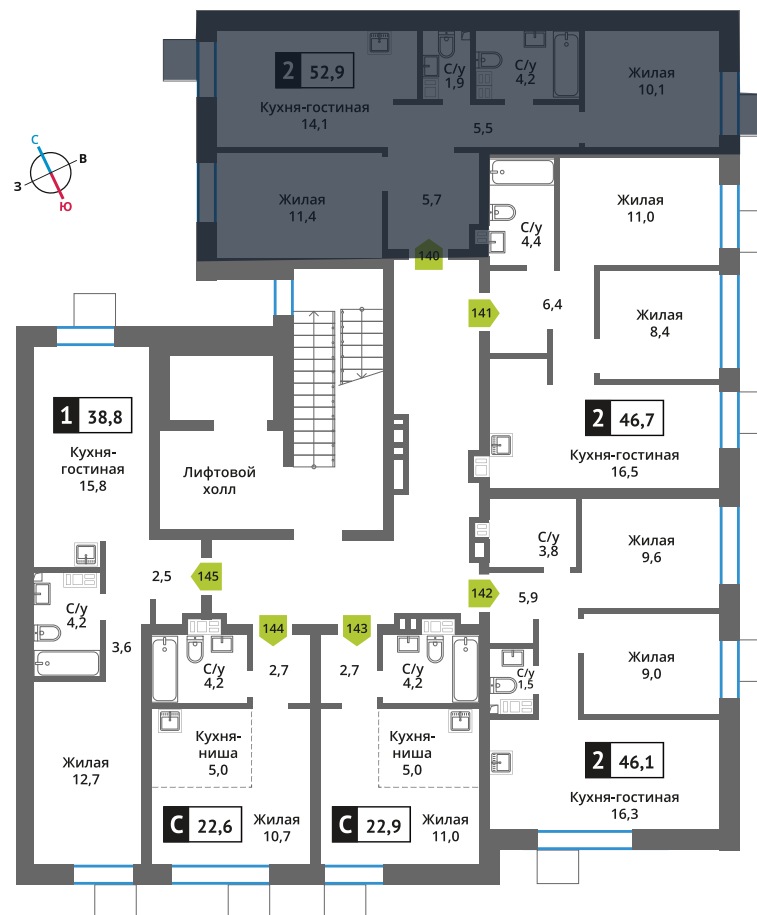 2 52,9
Кухня-гостиная
14,1
С/у
1,9
С/у
4,2
Жилая
10,1
5,5
Жилая
11,4
5,7
140
С
В
З
Ю
С/у
4,4
Жилая
11,0
141
6,4
Жилая
8,4
2 46,7
Кухня-гостиная
16,5
1 38,8
Кухня-
гостиная
15,8
Лифтовой
холл
С/у
3,8
Жилая
9,6
2,5
145
142
5,9
С/у
4,2
3,6
144
143
С/у
4,2
2,7
2,7
С/у
4,2
Жилая
9,0
С/у
1,5
Жилая
12,7
Кухня-
ниша
5,0
Кухня-
ниша
5,0
2 46,1
Кухня-гостиная
16,3
С 22,6
Жилая
10,7
С 22,9
Жилая
11,0